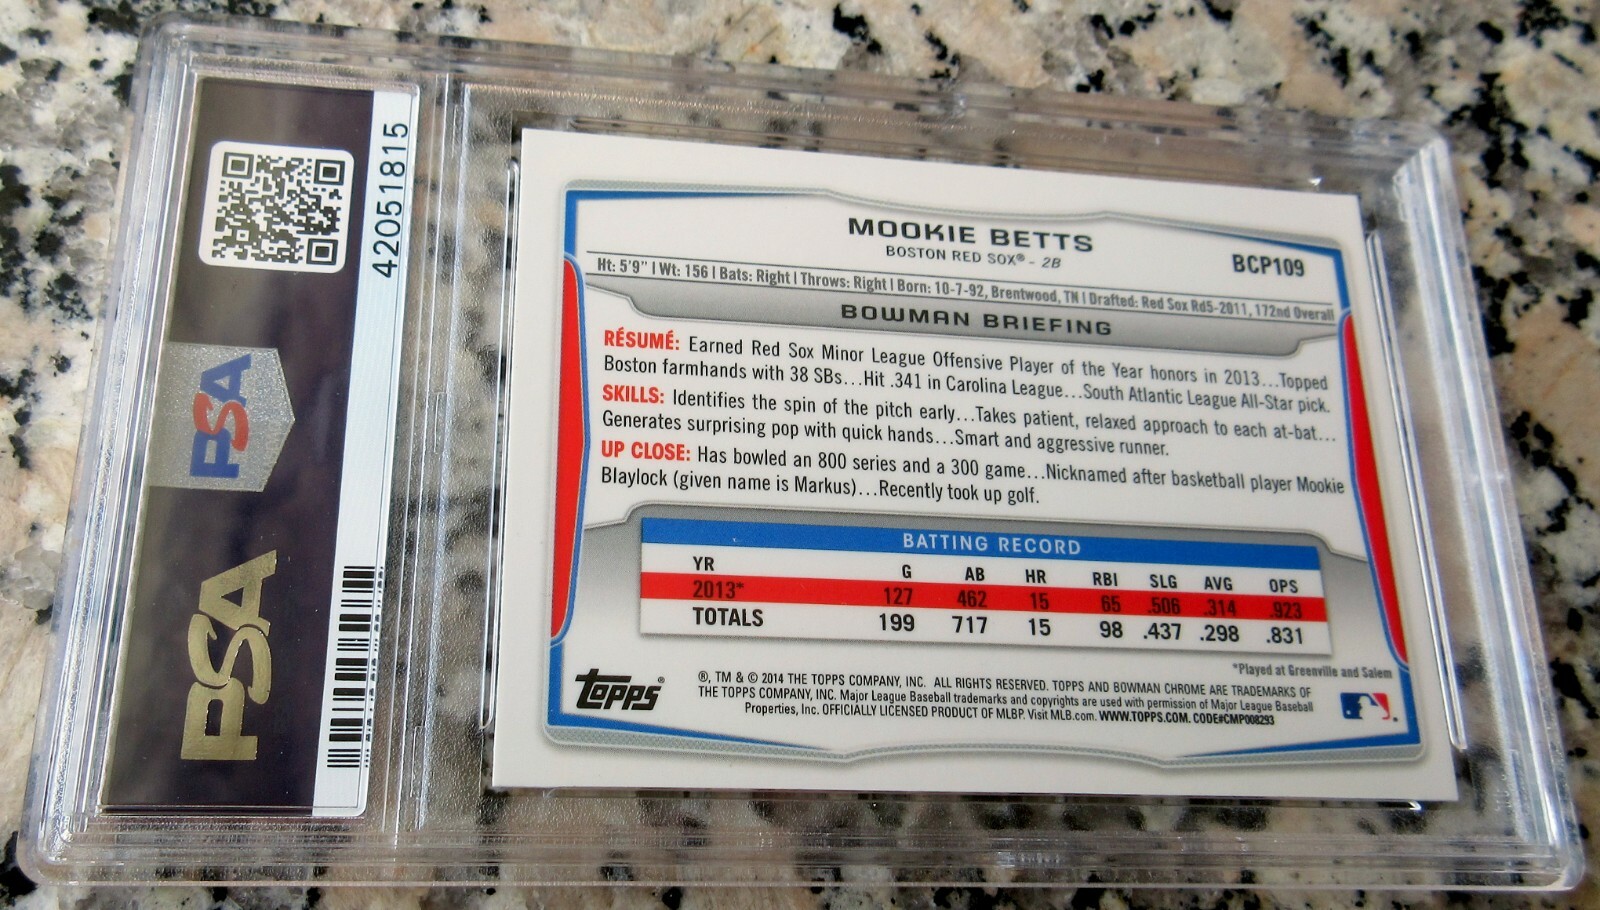 42051815
PSA
PSA
MOOKIE BETTS
BOSTON RED SOX® - 2B
BCP109
Ht: 5'9" | Wt: 156 | Bats: Right | Throws: Right | Born: 10-7-92, Brentwood, TN | Drafted: Red Sox Rd5-2011, 172nd Overall
BOWMAN BRIEFING
RÉSUMÉ: Earned Red Sox Minor League Offensive Player of the Year honors in 2013...Topped
Boston farmhands with 38 SBs...Hit .341 in Carolina League...South Atlantic League All-Star pick.
SKILLS: Identifies the spin of the pitch early...Takes patient, relaxed approach to each at-bat...
Generates surprising pop with quick hands...Smart and aggressive runner.
UP CLOSE: Has bowled an 800 series and a 300 game...Nicknamed after basketball player Mookie
Blaylock (given name is Markus)...Recently took up golf.
BATTING RECORD
YR G AB HR RBI SLG AVG OPS
2013* 127 462 15 65 .506 .314 .923
TOTALS 199 717 15 98 .437 .298 .831
*Played at Greenville and Salem
topps®
®, TM & © 2014 THE TOPPS COMPANY, INC. ALL RIGHTS RESERVED. TOPPS AND BOWMAN CHROME ARE TRADEMARKS OF
THE TOPPS COMPANY, INC. Major League Baseball trademarks and copyrights are used with permission of Major League Baseball
Properties, Inc. OFFICIALLY LICENSED PRODUCT OF MLBP. Visit MLB.com. WWW.TOPPS.COM. CODE#CMP008293